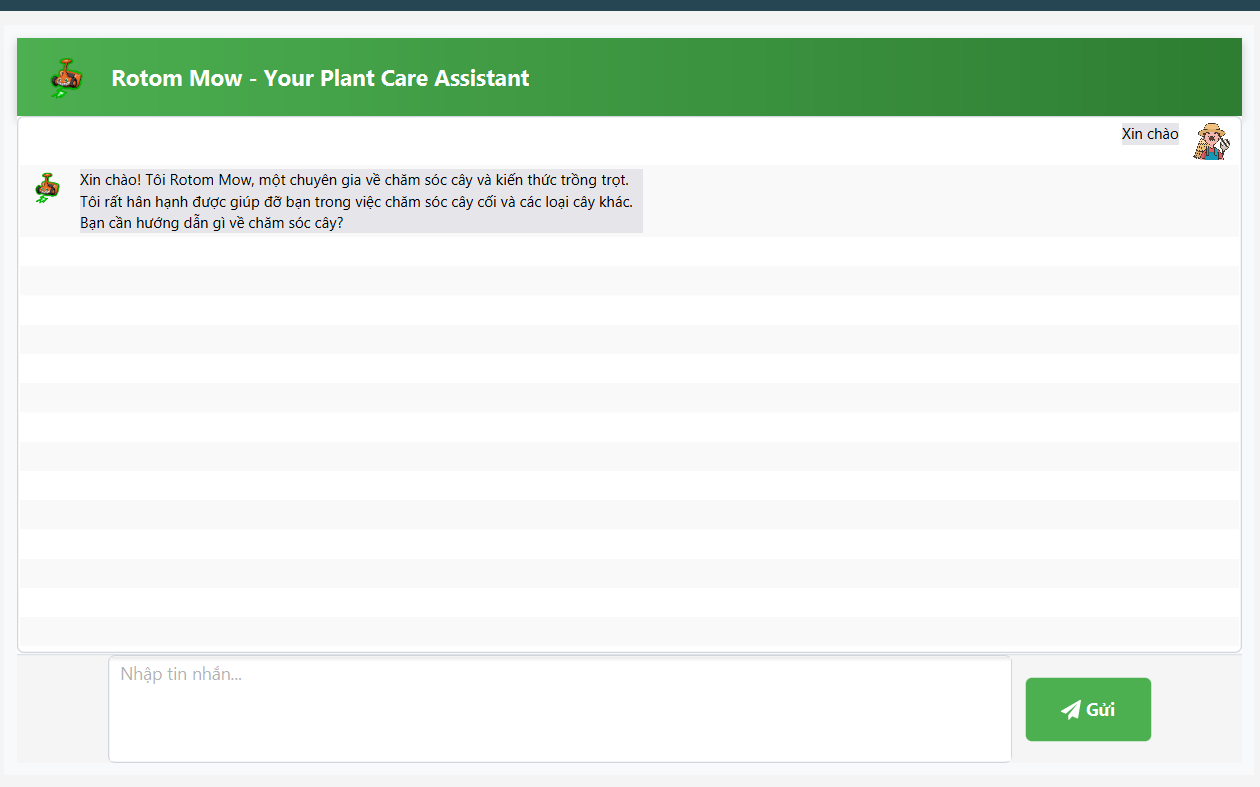 Rotom Mow - Your Plant Care Assistant
Xin chào
Xin chào! Tôi Rotom Mow, một chuyên gia về chăm sóc cây và kiến thức trồng trọt.
Tôi rất hân hạnh được giúp đỡ bạn trong việc chăm sóc cây cối và các loại cây khác.
Bạn cần hướng dẫn gì về chăm sóc cây?
Nhập tin nhắn...
Gửi